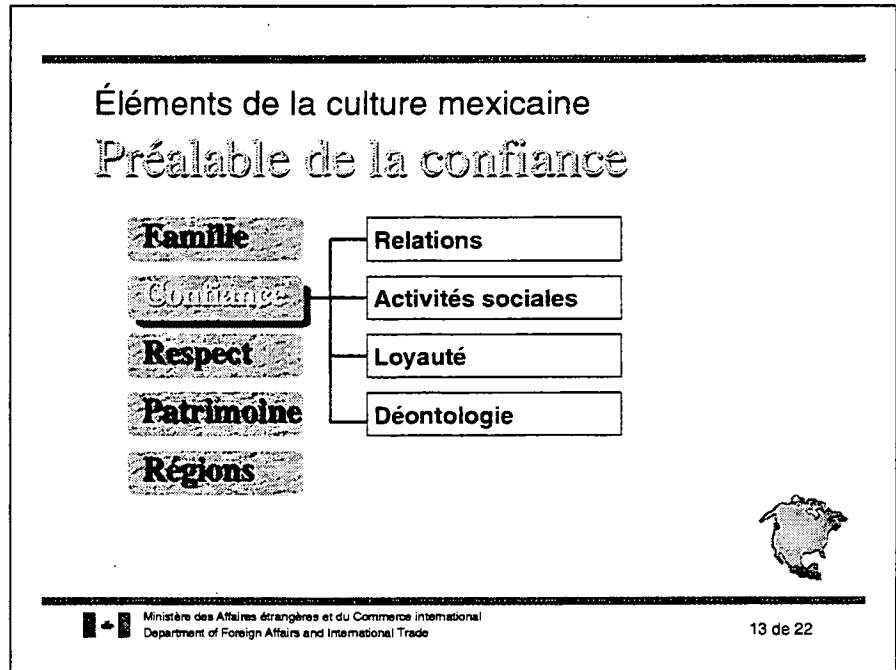 Éléments de la culture mexicaine
Préalable de la confiance
Famille
Confiance
Respect
Patrimoine
Régions
Relations
Activités sociales
Loyauté
Déontologie
Ministère des Affaires étrangères et du Commerce international
Department of Foreign Affairs and International Trade
13 de 22